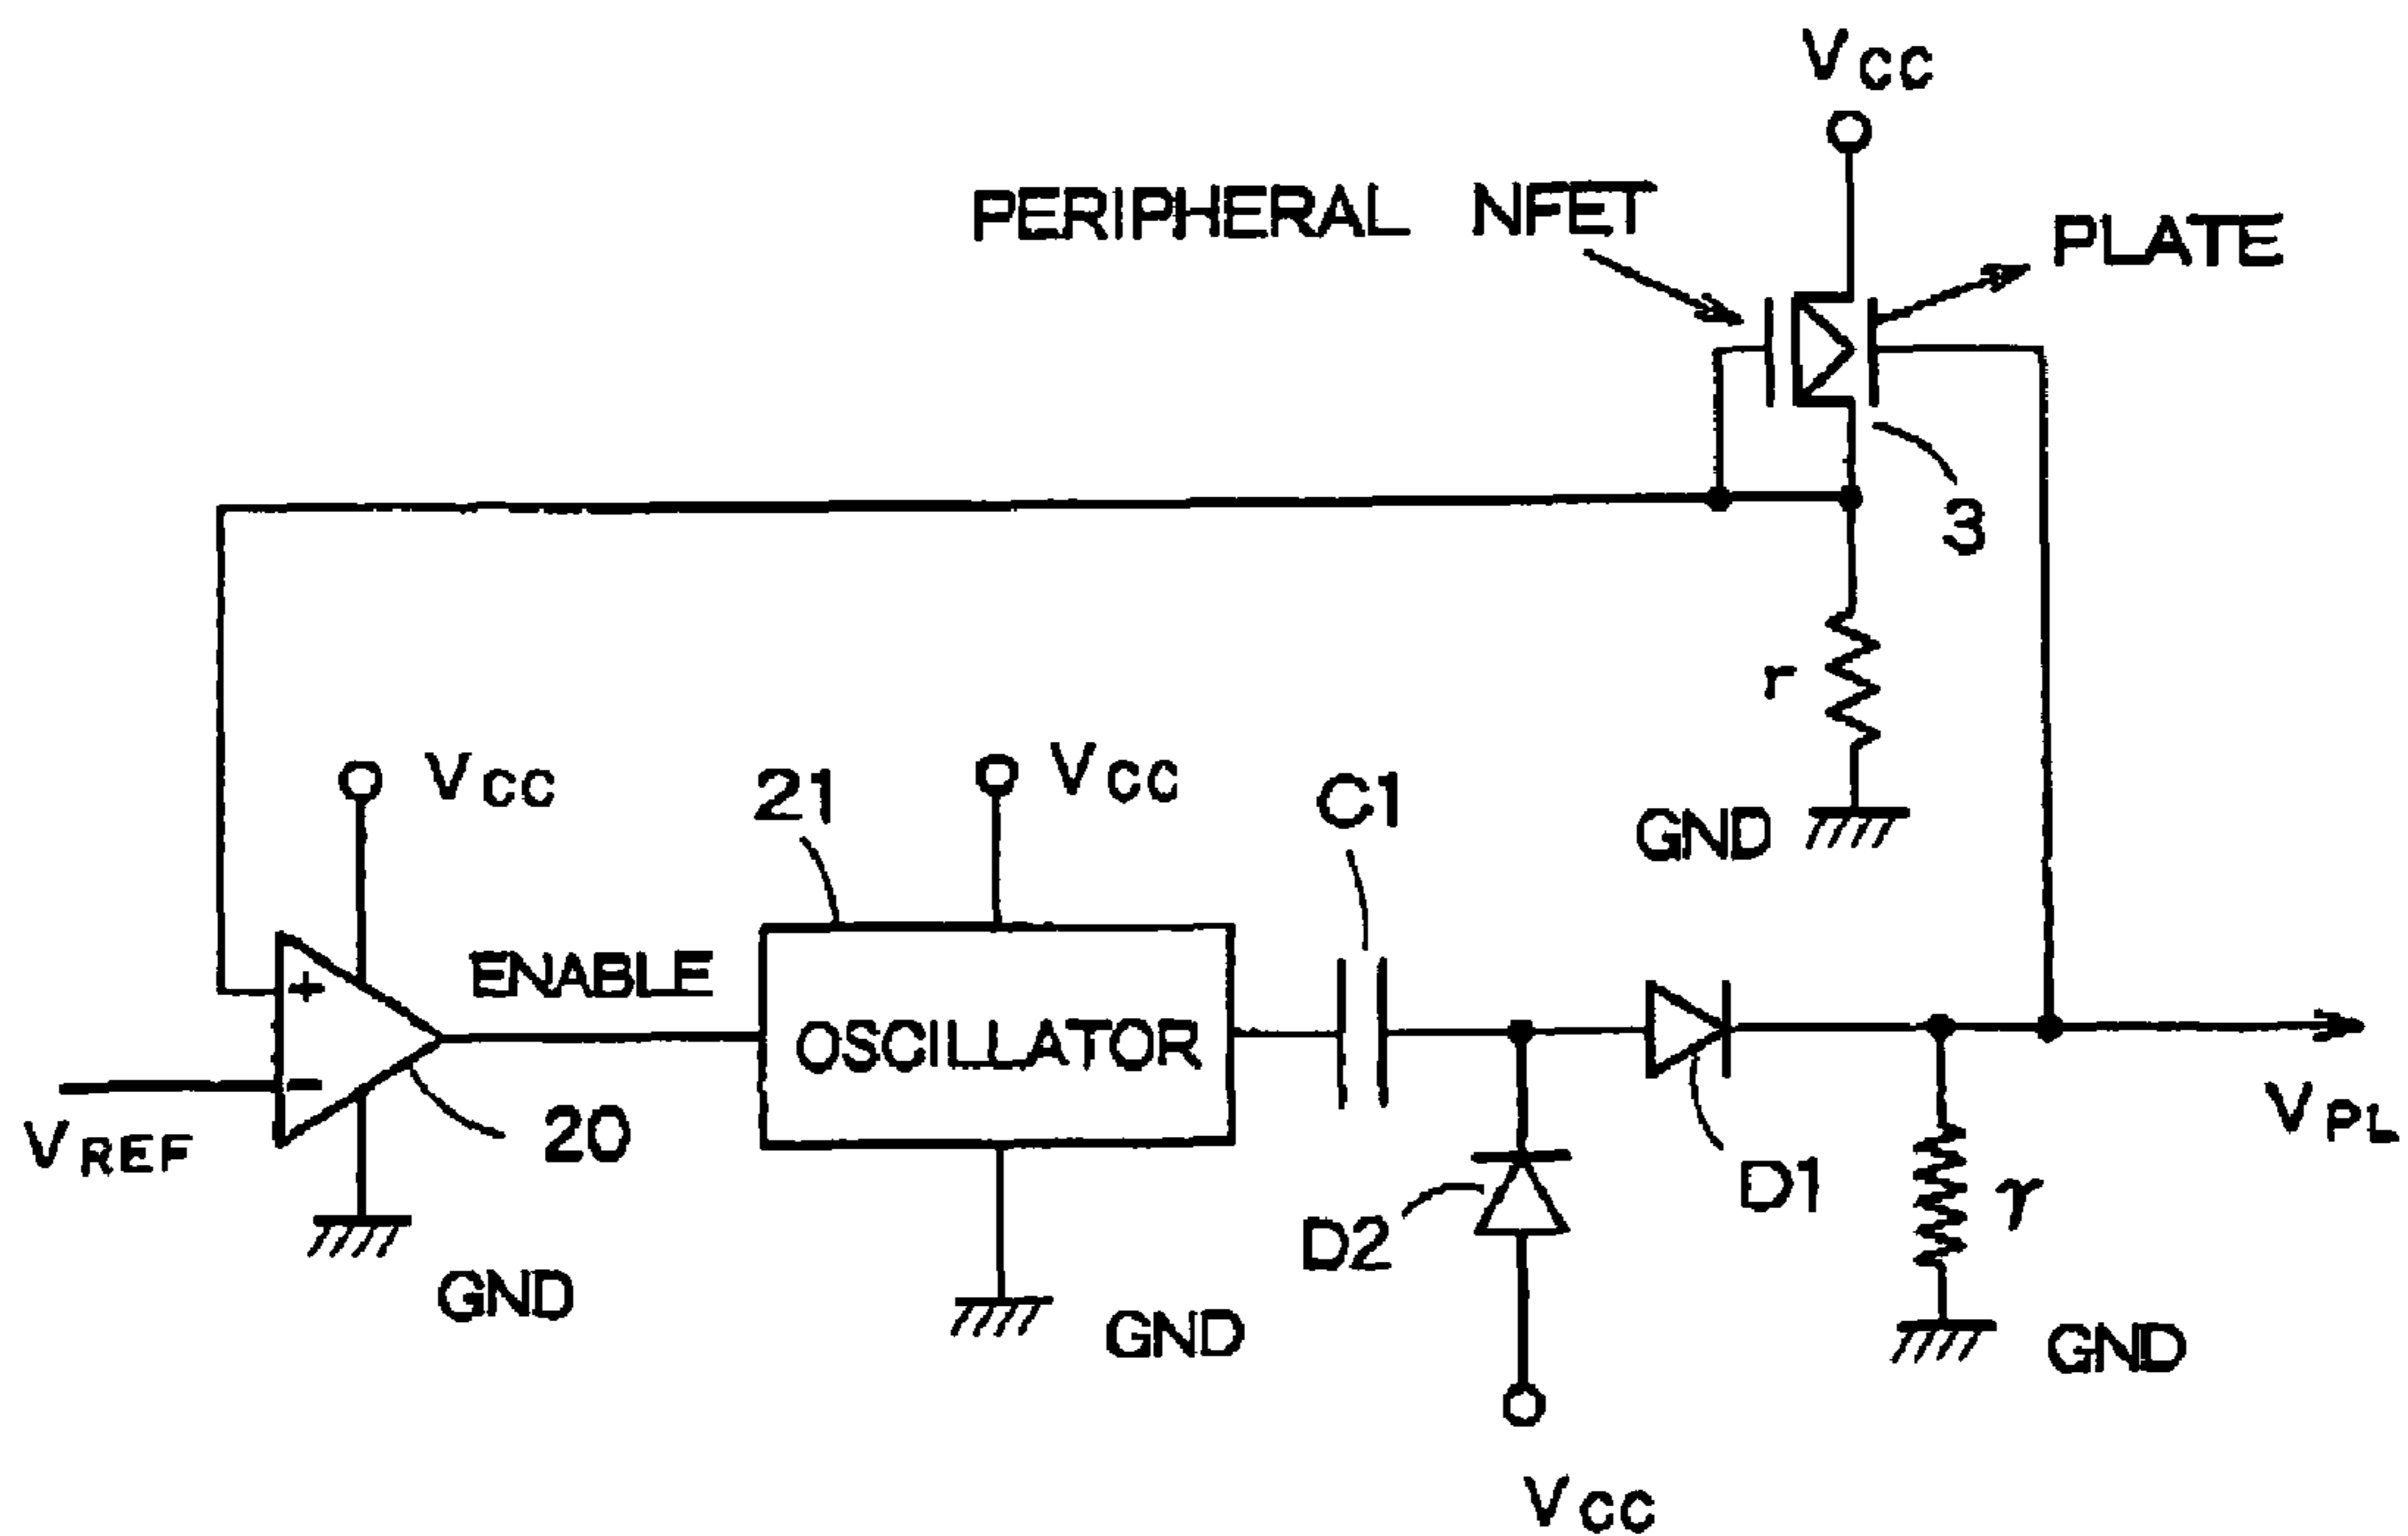 VCC
PERIPHERAL NFET
PLATE
3
r
GND
VCC
21
VCC
C1
+
ENABLE
OSCILLATOR
−
VREF
20
GND
GND
D2
D1
VCC
γ
GND
VPL